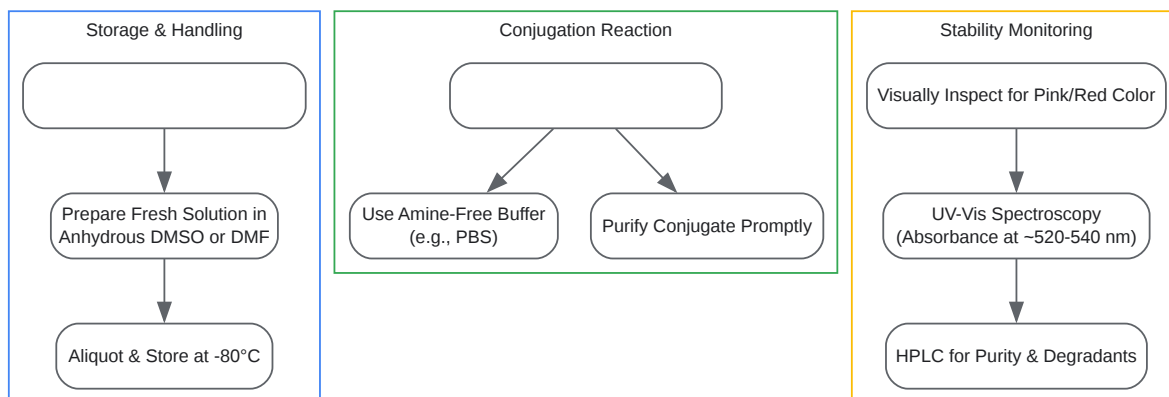 Storage & Handling
Prepare Fresh Solution in
Anhydrous DMSO or DMF
Aliquot & Store at -80°C
Conjugation Reaction
Use Amine-Free Buffer
(e.g., PBS)
Purify Conjugate Promptly
Stability Monitoring
Visually Inspect for Pink/Red Color
UV-Vis Spectroscopy
(Absorbance at ~520-540 nm)
HPLC for Purity & Degradants